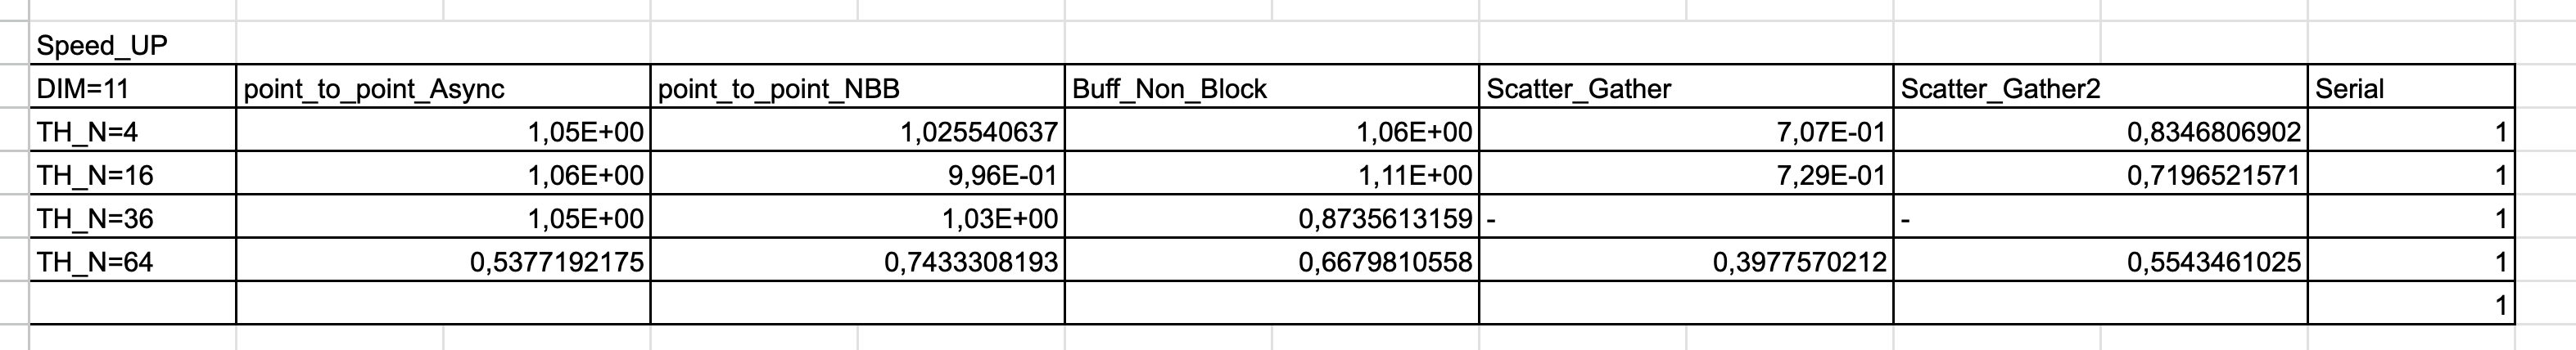 Speed_UP
DIM=11 point_to_point_Async point_to_point_NBB Buff_Non_Block Scatter_Gather Scatter_Gather2 Serial
TH_N=4 1,05E+00 1,025540637 1,06E+00 7,07E-01 0,8346806902 1
TH_N=16 1,06E+00 9,96E-01 1,11E+00 7,29E-01 0,7196521571 1
TH_N=36 1,05E+00 1,03E+00 0,8735613159 - - 1
TH_N=64 0,5377192175 0,7433308193 0,6679810558 0,3977570212 0,5543461025 1
1